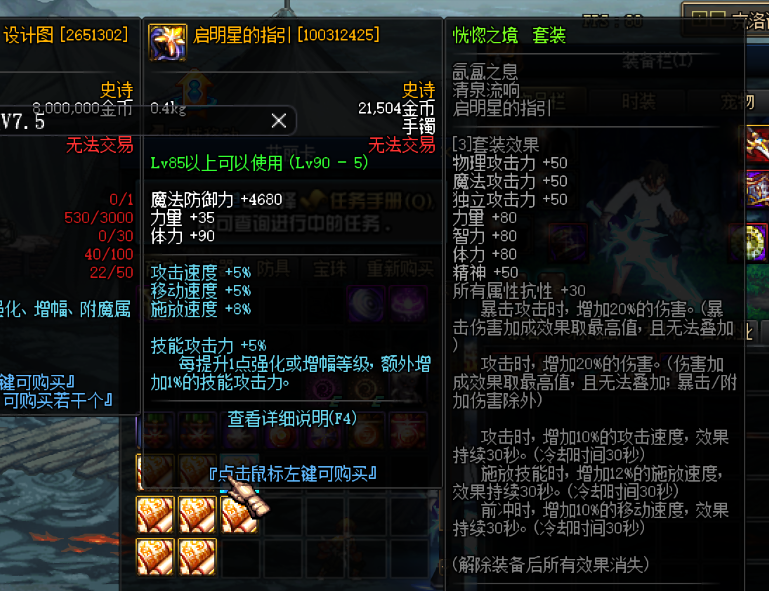 设计图 [2651302]
史诗
8,000,000金币
V7.5
无法交易
0/1
530/3000
0/30
40/100
22/50
强化、增幅、附魔属
键可购买』
可购买若干个』
启明星的指引 [100312425]
史诗
0.4kg
21,504金币
手镯
无法交易
Lv85以上可以使用 (Lv90 - 5)
魔法防御力 +4680
力量 +35
体力 +90
任务手册(Q)
可查询进行中的任务.
攻击速度 +5%
移动速度 +5%
施放速度 +8%
防具
宝珠
重新购买
技能攻击力 +5%
每提升1点强化或增幅等级, 额外增
加1%的技能攻击力。
查看详细说明(F4)
『点击鼠标左键可购买』
恍惚之境 套装
装备栏(I)
氤氲之息
清泉流响
启明星的指引
时装
宠物
[3]套装效果
物理攻击力 +50
魔法攻击力 +50
独立攻击力 +50
力量 +80
智力 +80
体力 +80
精神 +50
所有属性抗性 +30
暴击攻击时, 增加20%的伤害。(暴
击伤害加成效果取最高值, 且无法叠加
)
攻击时, 增加20%的伤害。(伤害加
成效果取最高值, 且无法叠加; 暴击/附
加伤害除外)
攻击时, 增加10%的攻击速度, 效果
持续30秒。(冷却时间30秒)
施放技能时, 增加12%的施放速度,
效果持续30秒。(冷却时间30秒)
前冲时, 增加10%的移动速度, 效果
持续30秒。(冷却时间30秒)
(解除装备后所有效果消失)